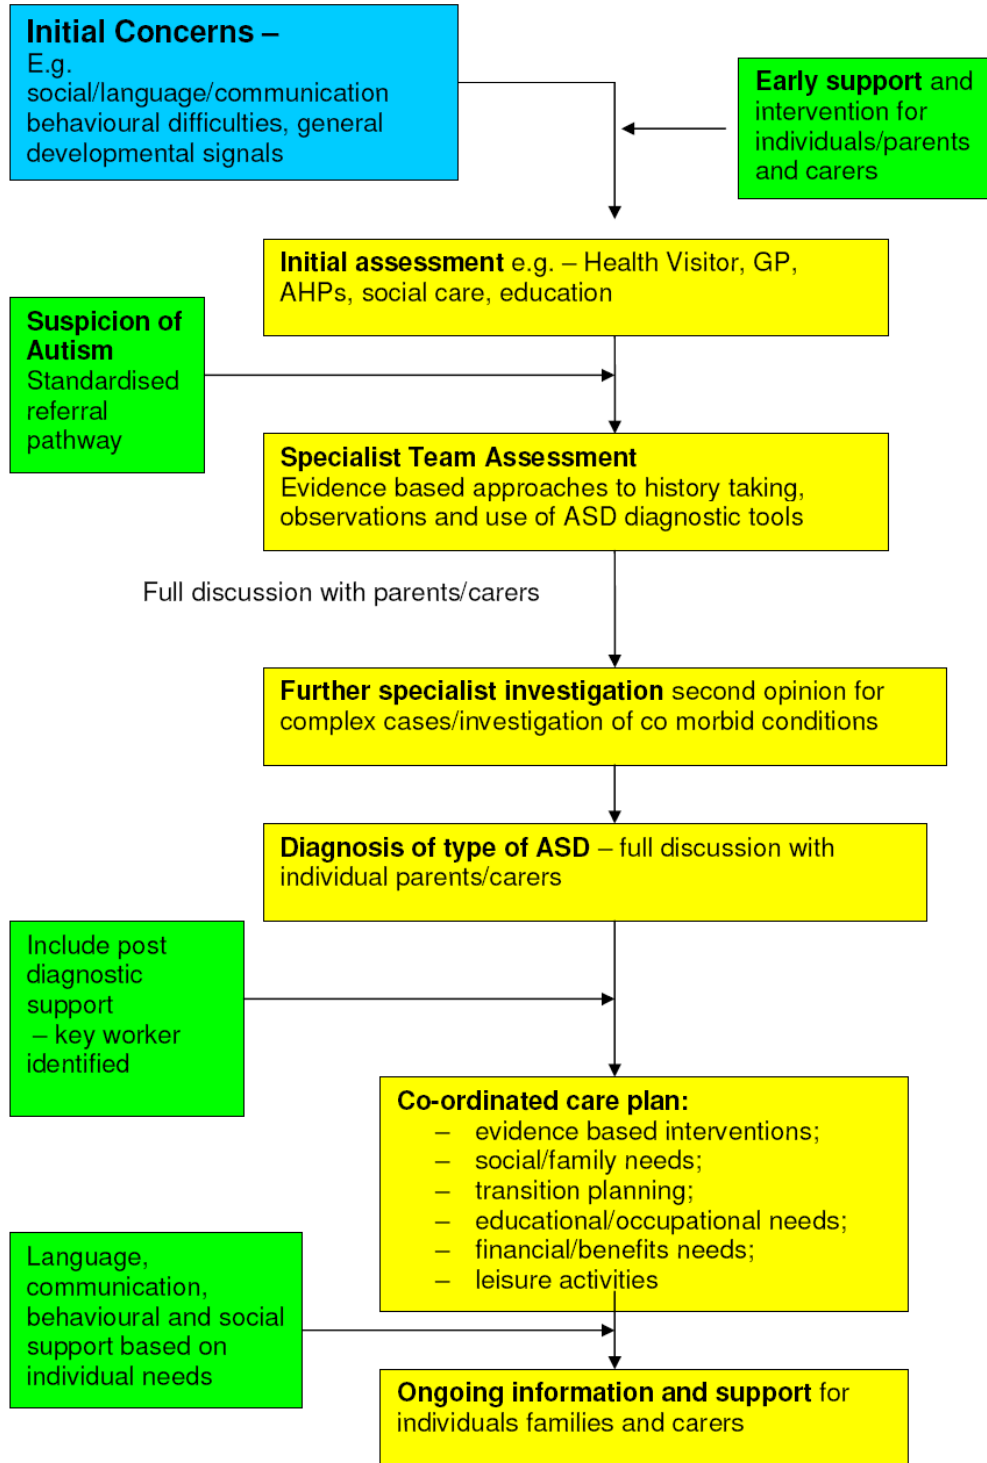 Initial Concerns –
E.g.
social/language/communication
behavioural difficulties, general
developmental signals
Early support and
intervention for
individuals/parents
and carers
Initial assessment e.g. – Health Visitor, GP,
AHPs, social care, education
Suspicion of
Autism
Standardised
referral
pathway
Specialist Team Assessment
Evidence based approaches to history taking,
observations and use of ASD diagnostic tools
Full discussion with parents/carers
Further specialist investigation second opinion for
complex cases/investigation of co morbid conditions
Diagnosis of type of ASD – full discussion with
individual parents/carers
Include post
diagnostic
support
– key worker
identified
Co-ordinated care plan:
– evidence based interventions;
– social/family needs;
– transition planning;
– educational/occupational needs;
– financial/benefits needs;
– leisure activities
Language,
communication,
behavioural and social
support based on
individual needs
Ongoing information and support for
individuals families and carers